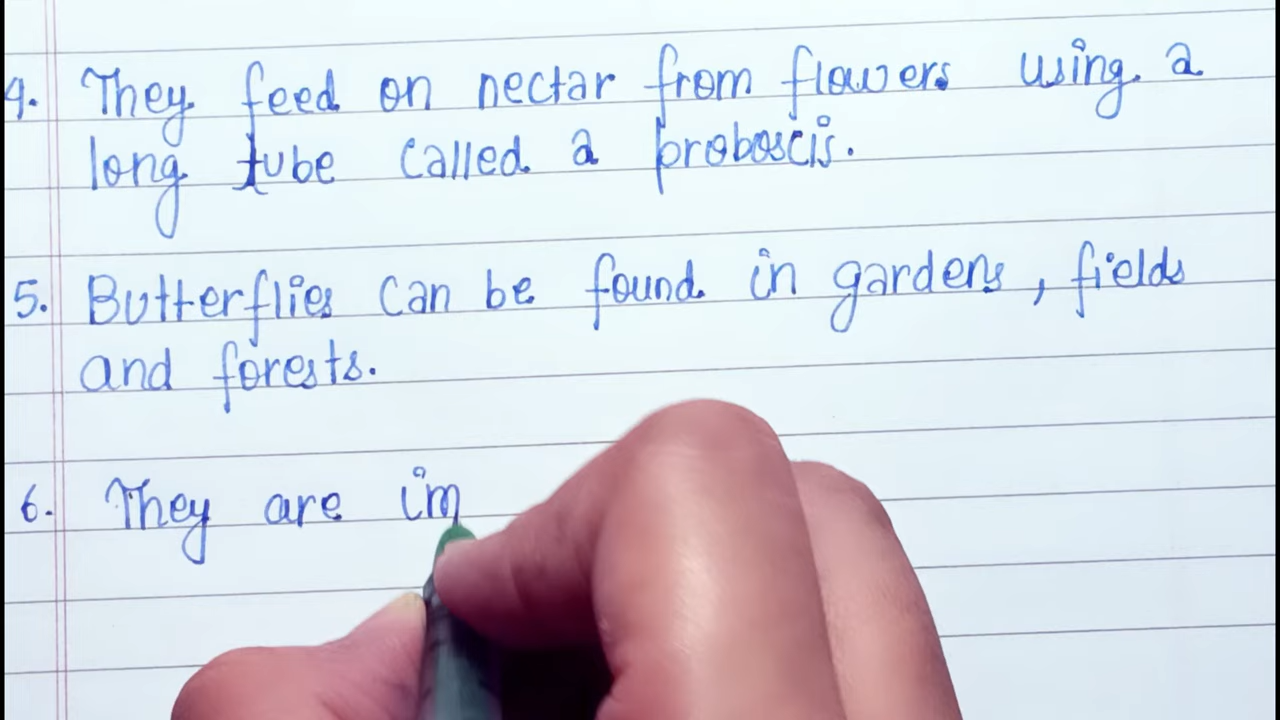 4. They feed on nectar from flowers using a
long tube called a proboscis.
5. Butterflies can be found in gardens, fields
and forests.
6. They are im